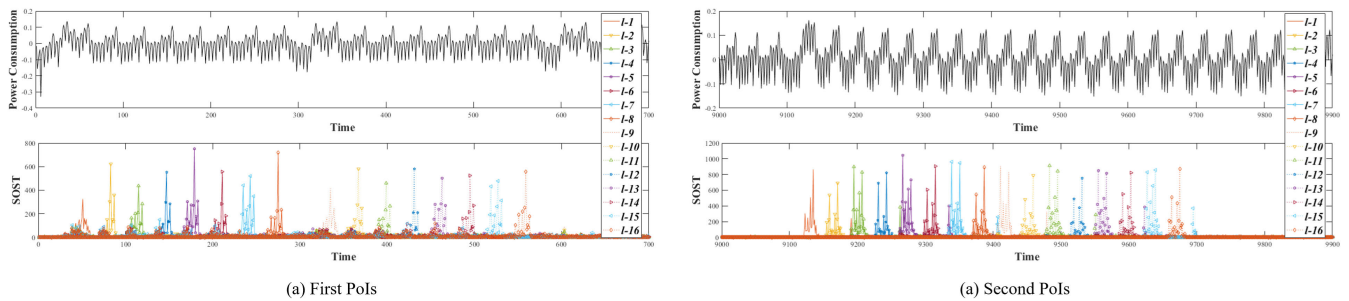 0.2
0.1
0
-0.1
-0.2
-0.3
-0.4
Power Consumption
0 100 200 300 400 500 600 700
Time
800
600
400
200
0
SOST
0 100 200 300 400 500 600 700
Time
l-1
l-2
l-3
l-4
l-5
l-6
l-7
l-8
l-9
l-10
l-11
l-12
l-13
l-14
l-15
l-16
(a) First PoIs
0.2
0.1
0
-0.1
-0.2
Power Consumption
9000 9100 9200 9300 9400 9500 9600 9700 9800 9900
Time
1200
1000
800
600
400
200
0
SOST
9000 9100 9200 9300 9400 9500 9600 9700 9800 9900
Time
l-1
l-2
l-3
l-4
l-5
l-6
l-7
l-8
l-9
l-10
l-11
l-12
l-13
l-14
l-15
l-16
(a) Second PoIs